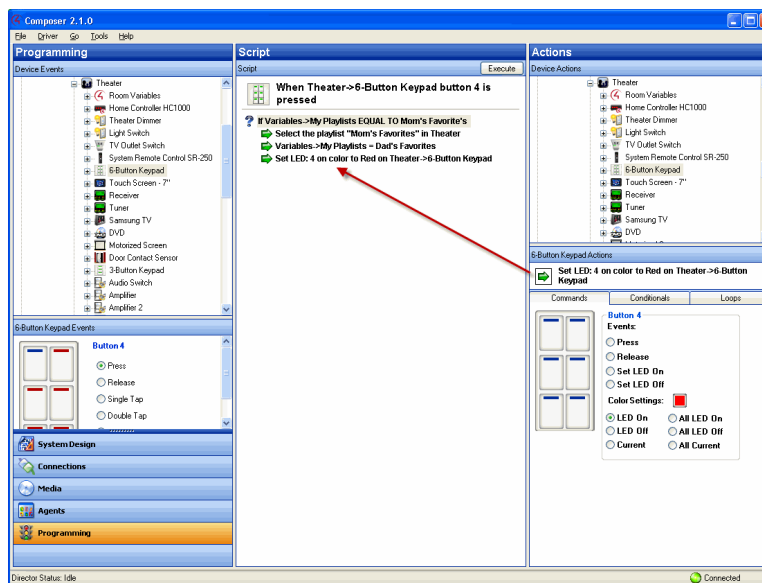 Composer 2.1.0
File Driver Go Tools Help
Programming
Device Events
Theater
Room Variables
Home Controller HC1000
Theater Dimmer
Light Switch
TV Outlet Switch
System Remote Control SR-250
6-Button Keypad
Touch Screen - 7"
Receiver
Tuner
Samsung TV
DVD
Motorized Screen
Door Contact Sensor
3-Button Keypad
Audio Switch
Amplifier
Amplifier 2
6-Button Keypad Events
Button 4
Press
Release
Single Tap
Double Tap
System Design
Connections
Media
Agents
Programming
Director Status: Idle
Script
Script Execute
When Theater->6-Button Keypad button 4 is
pressed
If Variables->My Playlists EQUAL TO Mom's Favorite's
Select the playlist "Mom's Favorites" in Theater
Variables->My Playlists = Dad's Favorites
Set LED: 4 on color to Red on Theater->6-Button Keypad
Actions
Device Actions
Theater
Room Variables
Home Controller HC1000
Theater Dimmer
Light Switch
TV Outlet Switch
System Remote Control SR-250
6-Button Keypad
Touch Screen - 7"
Receiver
Tuner
Samsung TV
DVD
6-Button Keypad Actions
Set LED: 4 on color to Red on Theater->6-Button
Keypad
Commands Conditionals Loops
Button 4
Events:
Press
Release
Set LED On
Set LED Off
Color Settings:
LED On All LED On
LED Off All LED Off
Current All Current
Connected